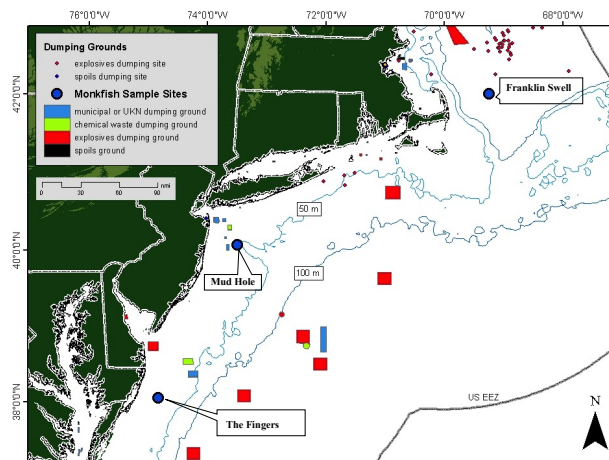 76°0'0"W 74°0'0"W 72°0'0"W 70°0'0"W 68°0'0"W
Dumping Grounds
explosives dumping site
spoils dumping site
Monkfish Sample Sites
municipal or UKN dumping ground
chemical waste dumping ground
explosives dumping ground
spoils ground
0 30 60 90 nmi
42°0'0"N
40°0'0"N
38°0'0"N
Franklin Swell
50 m
Mud Hole
100 m
The Fingers
US EEZ
N